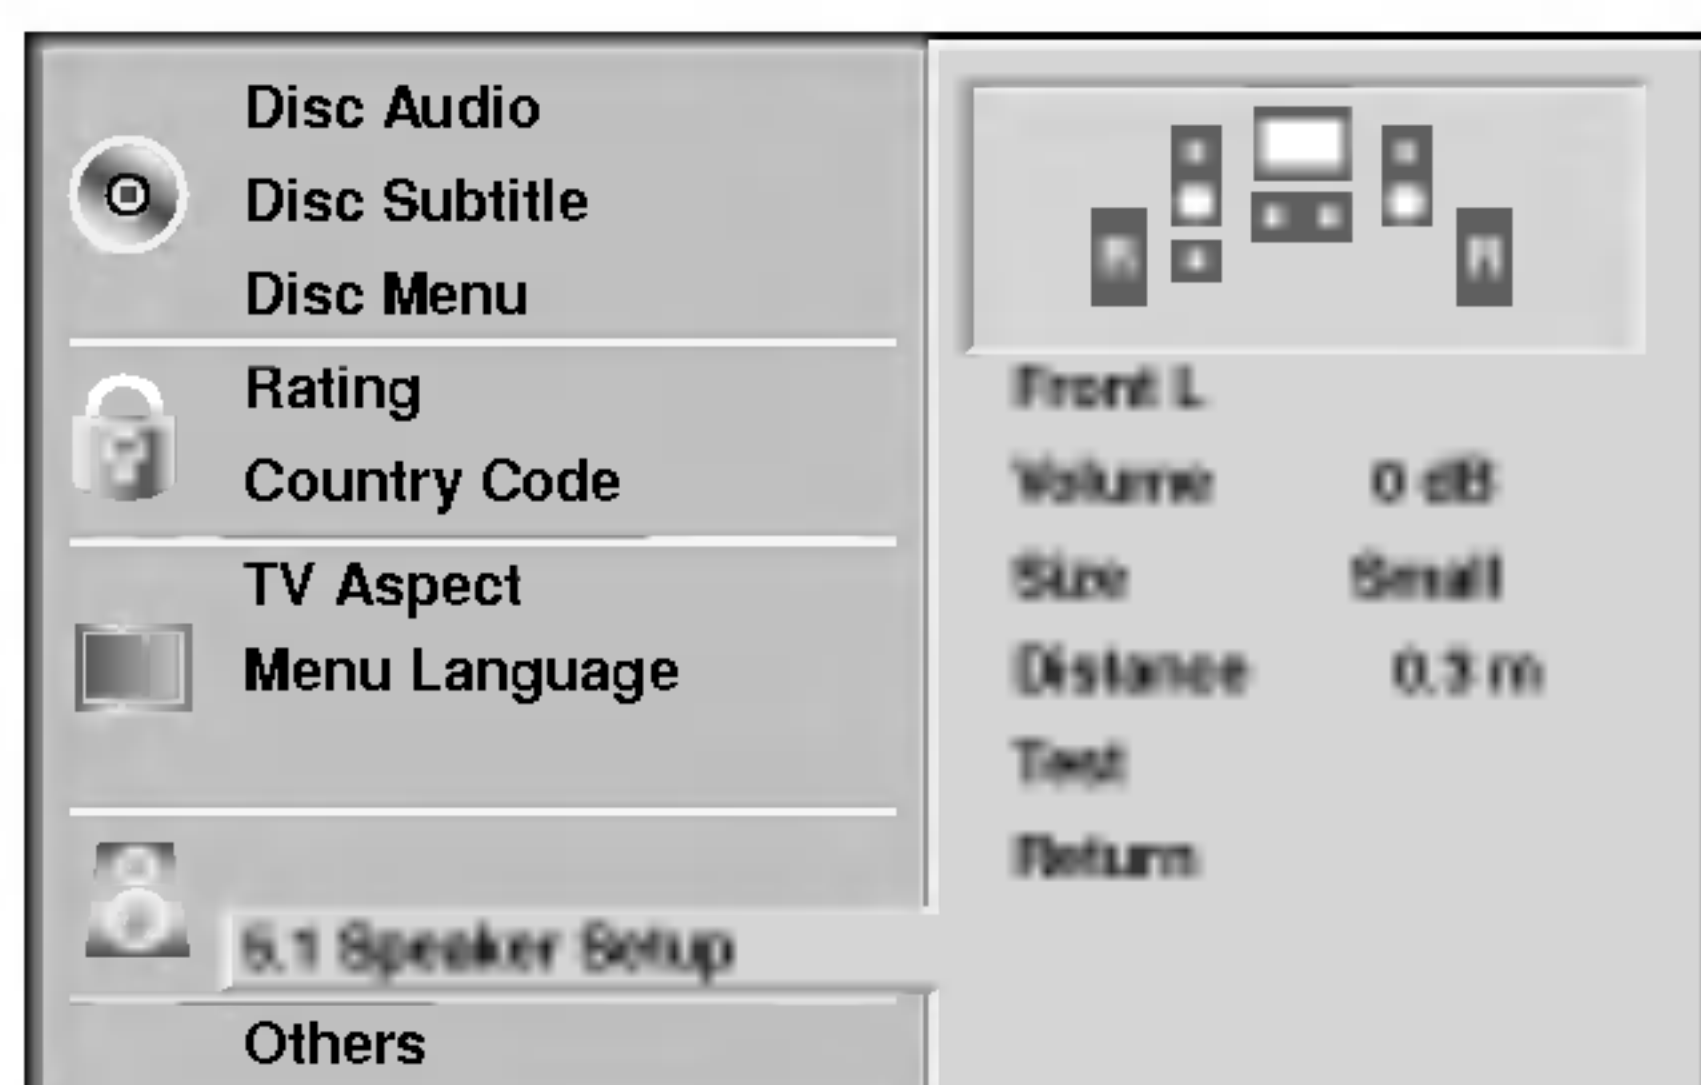 Disc Audio
Disc Subtitle
Disc Menu
Rating
Country Code
TV Aspect
Menu Language
5.1 Speaker Setup
Others
Front L
Volume 0 dB
Size Small
Distance 0.3 m
Test
Return